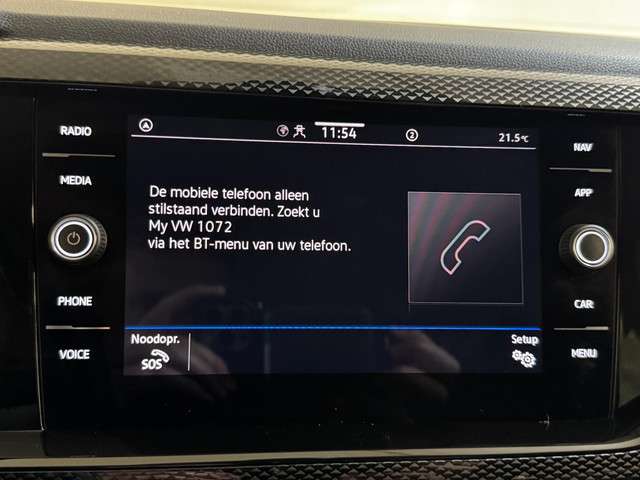 RADIO
MEDIA
PHONE
VOICE
A
11:54
2
21.5°C
De mobiele telefoon alleen
stilstaand verbinden. Zoekt u
My VW 1072
via het BT-menu van uw telefoon.
Noodopr.
SOS
Setup
NAV
APP
CAR
MENU